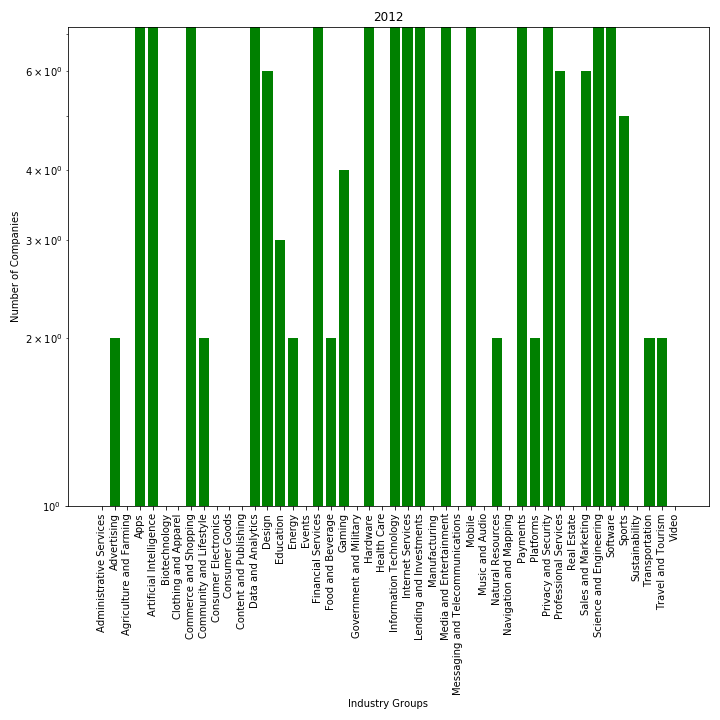 2012
6 × 10⁰
4 × 10⁰
3 × 10⁰
2 × 10⁰
10⁰
Number of Companies
Administrative Services
Advertising
Agriculture and Farming
Apps
Artificial Intelligence
Biotechnology
Clothing and Apparel
Commerce and Shopping
Community and Lifestyle
Consumer Electronics
Consumer Goods
Content and Publishing
Data and Analytics
Design
Education
Energy
Events
Financial Services
Food and Beverage
Gaming
Government and Military
Hardware
Health Care
Information Technology
Internet Services
Lending and Investments
Manufacturing
Media and Entertainment
Messaging and Telecommunications
Mobile
Music and Audio
Natural Resources
Navigation and Mapping
Payments
Platforms
Privacy and Security
Professional Services
Real Estate
Sales and Marketing
Science and Engineering
Software
Sports
Sustainability
Transportation
Travel and Tourism
Video
Industry Groups